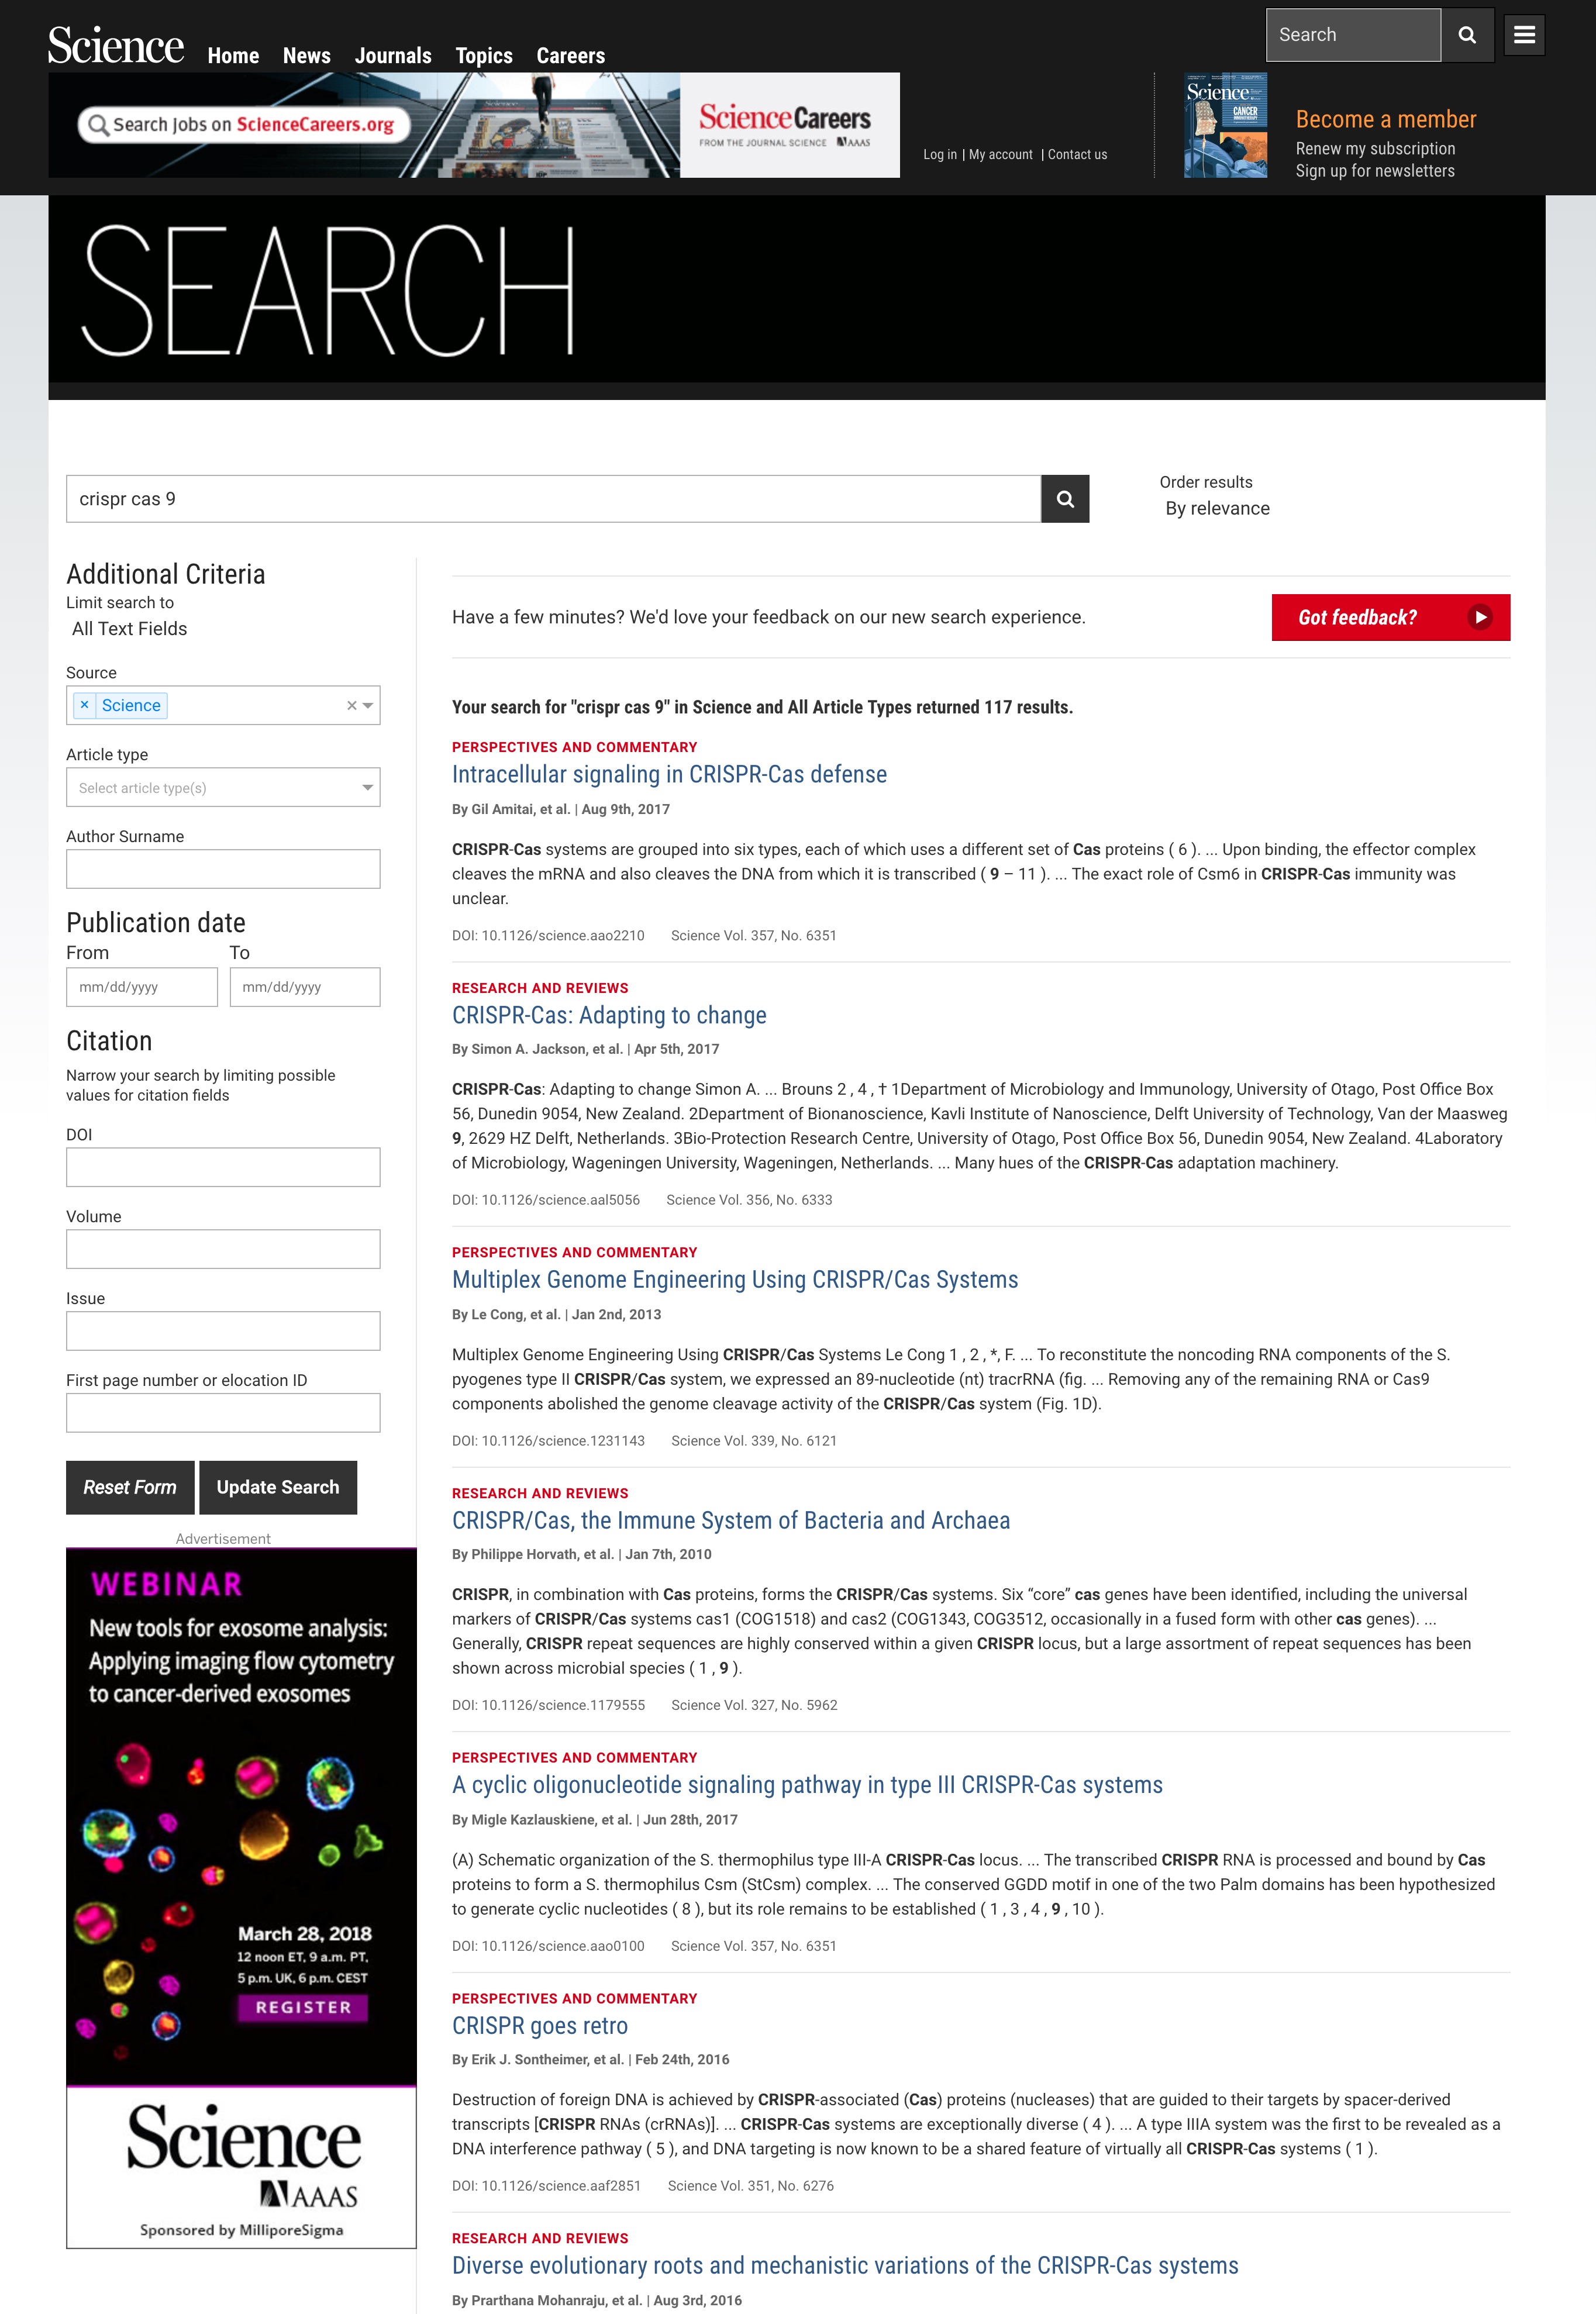 Science Home News Journals Topics Careers
Search
Search Jobs on ScienceCareers.org
ScienceCareers
FROM THE JOURNAL SCIENCE AAAS
Log in | My account | Contact us
Science
CANCER
Become a member
Renew my subscription
Sign up for newsletters
SEARCH
crispr cas 9
Order results
By relevance
Additional Criteria
Limit search to
All Text Fields
Source
× Science ×
Article type
Select article type(s)
Author Surname
Publication date
From To
mm/dd/yyyy mm/dd/yyyy
Citation
Narrow your search by limiting possible
values for citation fields
DOI
Volume
Issue
First page number or elocation ID
Reset Form Update Search
Advertisement
WEBINAR
New tools for exosome analysis:
Applying imaging flow cytometry
to cancer-derived exosomes
March 28, 2018
12 noon ET, 9 a.m. PT,
5 p.m. UK, 6 p.m. CEST
REGISTER
Science
AAAS
Sponsored by MilliporeSigma
Have a few minutes? We'd love your feedback on our new search experience.
Got feedback?
Your search for "crispr cas 9" in Science and All Article Types returned 117 results.
PERSPECTIVES AND COMMENTARY
Intracellular signaling in CRISPR-Cas defense
By Gil Amitai, et al. | Aug 9th, 2017
CRISPR-Cas systems are grouped into six types, each of which uses a different set of Cas proteins ( 6 ). ... Upon binding, the effector complex
cleaves the mRNA and also cleaves the DNA from which it is transcribed ( 9 – 11 ). ... The exact role of Csm6 in CRISPR-Cas immunity was
unclear.
DOI: 10.1126/science.aao2210 Science Vol. 357, No. 6351
RESEARCH AND REVIEWS
CRISPR-Cas: Adapting to change
By Simon A. Jackson, et al. | Apr 5th, 2017
CRISPR-Cas: Adapting to change Simon A. ... Brouns 2 , 4 , † 1Department of Microbiology and Immunology, University of Otago, Post Office Box
56, Dunedin 9054, New Zealand. 2Department of Bionanoscience, Kavli Institute of Nanoscience, Delft University of Technology, Van der Maasweg
9, 2629 HZ Delft, Netherlands. 3Bio-Protection Research Centre, University of Otago, Post Office Box 56, Dunedin 9054, New Zealand. 4Laboratory
of Microbiology, Wageningen University, Wageningen, Netherlands. ... Many hues of the CRISPR-Cas adaptation machinery.
DOI: 10.1126/science.aal5056 Science Vol. 356, No. 6333
PERSPECTIVES AND COMMENTARY
Multiplex Genome Engineering Using CRISPR/Cas Systems
By Le Cong, et al. | Jan 2nd, 2013
Multiplex Genome Engineering Using CRISPR/Cas Systems Le Cong 1 , 2 , *, F. ... To reconstitute the noncoding RNA components of the S.
pyogenes type II CRISPR/Cas system, we expressed an 89-nucleotide (nt) tracrRNA (fig. ... Removing any of the remaining RNA or Cas9
components abolished the genome cleavage activity of the CRISPR/Cas system (Fig. 1D).
DOI: 10.1126/science.1231143 Science Vol. 339, No. 6121
RESEARCH AND REVIEWS
CRISPR/Cas, the Immune System of Bacteria and Archaea
By Philippe Horvath, et al. | Jan 7th, 2010
CRISPR, in combination with Cas proteins, forms the CRISPR/Cas systems. Six “core” cas genes have been identified, including the universal
markers of CRISPR/Cas systems cas1 (COG1518) and cas2 (COG1343, COG3512, occasionally in a fused form with other cas genes). ...
Generally, CRISPR repeat sequences are highly conserved within a given CRISPR locus, but a large assortment of repeat sequences has been
shown across microbial species ( 1 , 9 ).
DOI: 10.1126/science.1179555 Science Vol. 327, No. 5962
PERSPECTIVES AND COMMENTARY
A cyclic oligonucleotide signaling pathway in type III CRISPR-Cas systems
By Migle Kazlauskiene, et al. | Jun 28th, 2017
(A) Schematic organization of the S. thermophilus type III-A CRISPR-Cas locus. ... The transcribed CRISPR RNA is processed and bound by Cas
proteins to form a S. thermophilus Csm (StCsm) complex. ... The conserved GGDD motif in one of the two Palm domains has been hypothesized
to generate cyclic nucleotides ( 8 ), but its role remains to be established ( 1 , 3 , 4 , 9 , 10 ).
DOI: 10.1126/science.aao0100 Science Vol. 357, No. 6351
PERSPECTIVES AND COMMENTARY
CRISPR goes retro
By Erik J. Sontheimer, et al. | Feb 24th, 2016
Destruction of foreign DNA is achieved by CRISPR-associated (Cas) proteins (nucleases) that are guided to their targets by spacer-derived
transcripts [CRISPR RNAs (crRNAs)]. ... CRISPR-Cas systems are exceptionally diverse ( 4 ). ... A type IIIA system was the first to be revealed as a
DNA interference pathway ( 5 ), and DNA targeting is now known to be a shared feature of virtually all CRISPR-Cas systems ( 1 ).
DOI: 10.1126/science.aaf2851 Science Vol. 351, No. 6276
RESEARCH AND REVIEWS
Diverse evolutionary roots and mechanistic variations of the CRISPR-Cas systems
By Prarthana Mohanraju, et al. | Aug 3rd, 2016